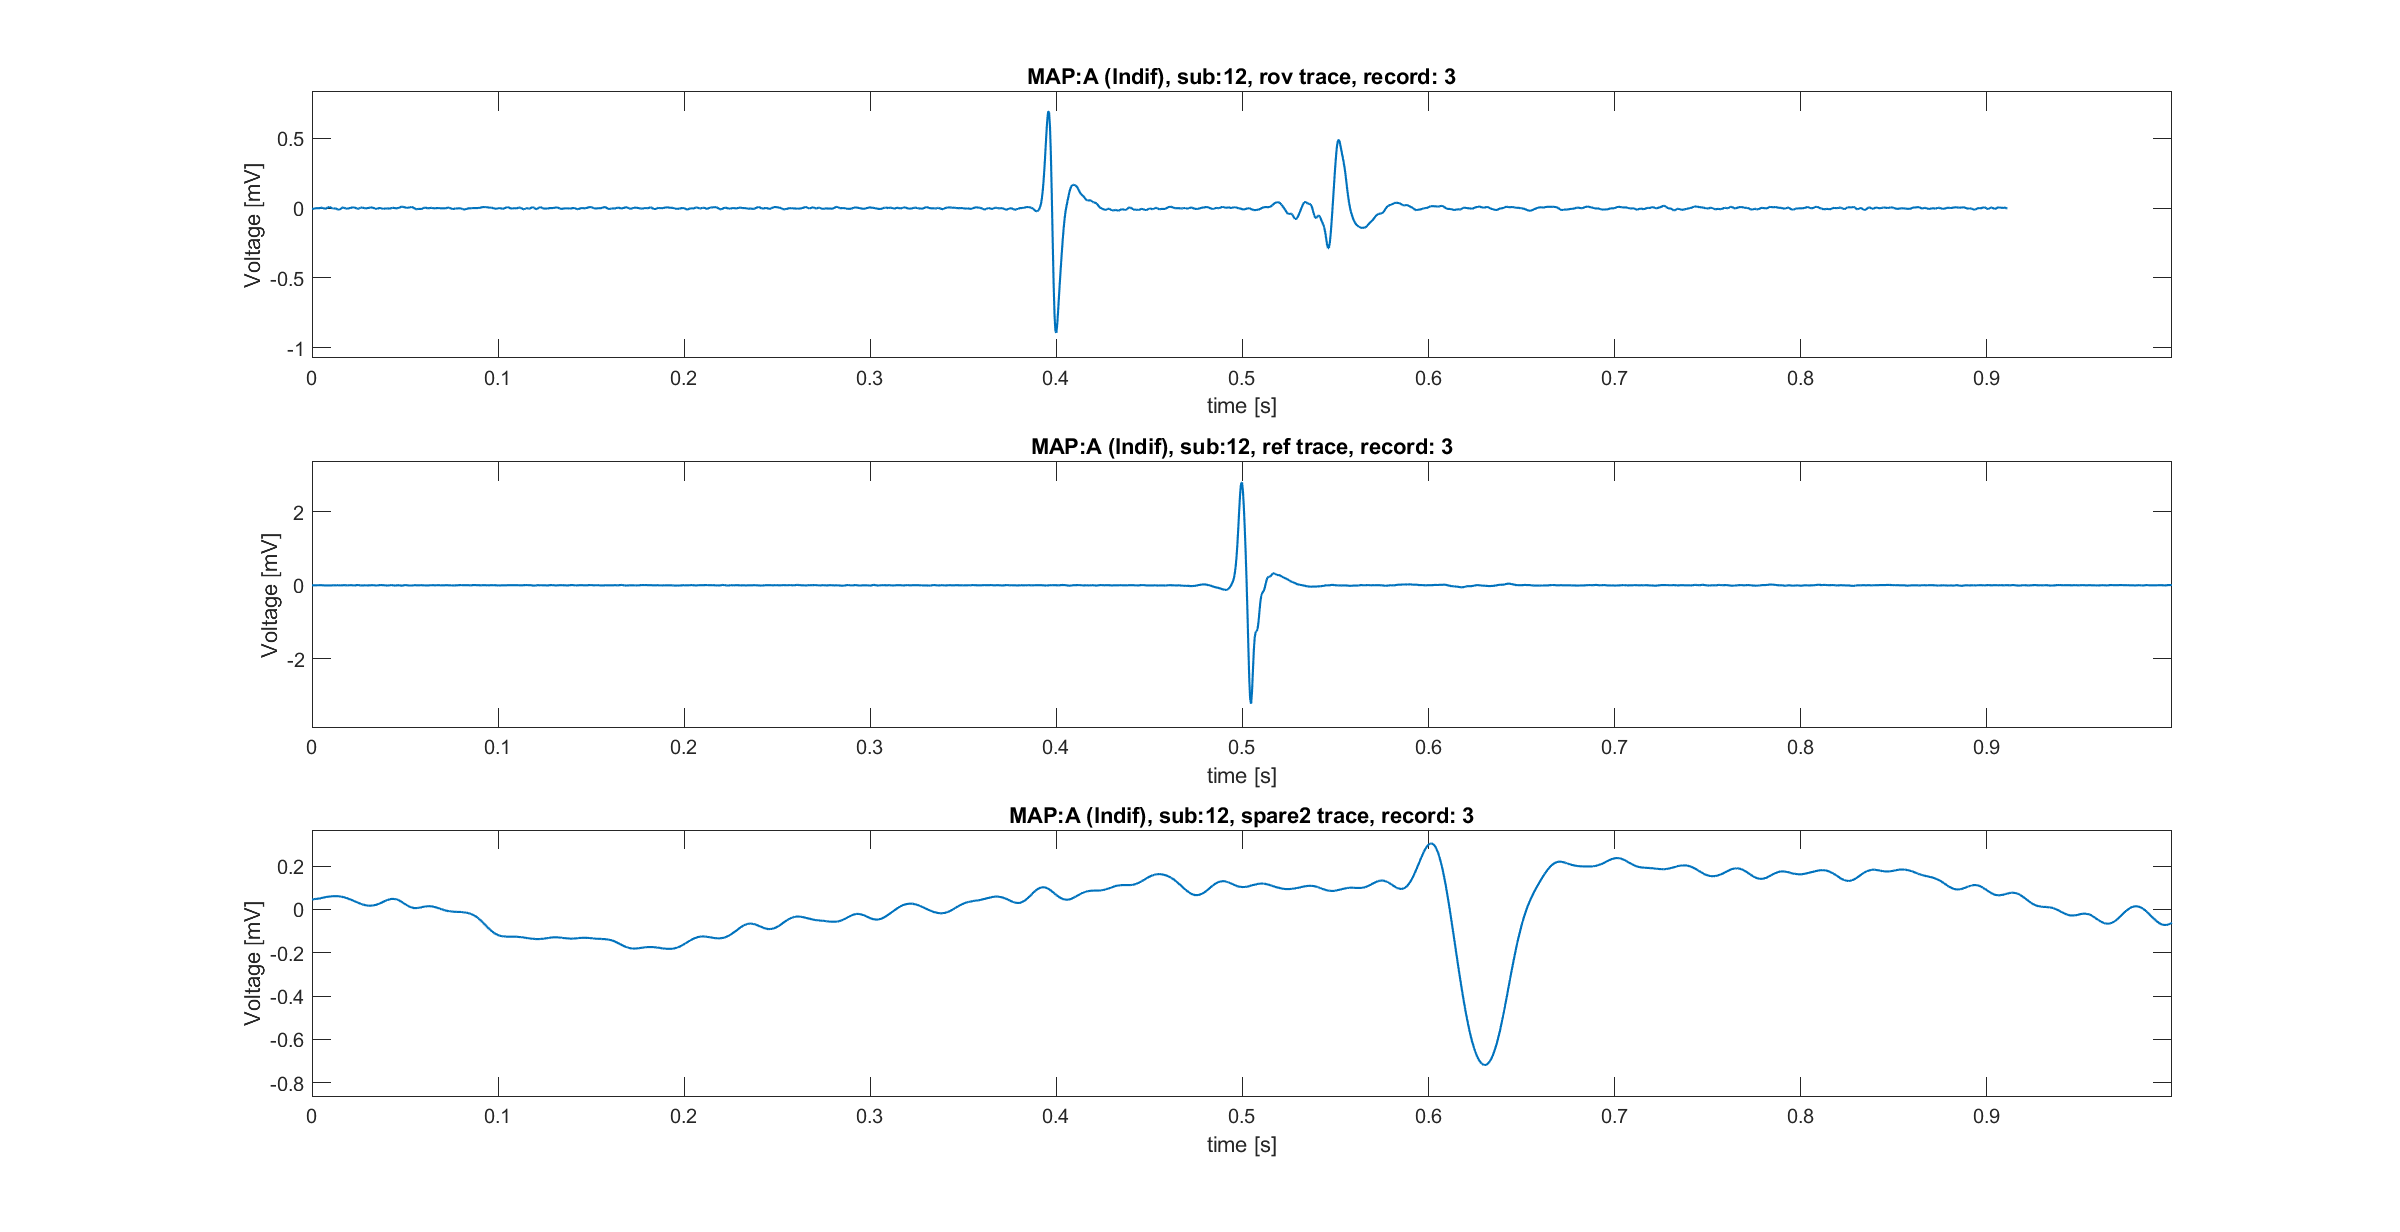 MAP:A (Indif), sub:12, rov trace, record: 3
Voltage [mV]
0.5
0
-0.5
-1
0 0.1 0.2 0.3 0.4 0.5 0.6 0.7 0.8 0.9
time [s]
MAP:A (Indif), sub:12, ref trace, record: 3
Voltage [mV]
2
0
-2
0 0.1 0.2 0.3 0.4 0.5 0.6 0.7 0.8 0.9
time [s]
MAP:A (Indif), sub:12, spare2 trace, record: 3
Voltage [mV]
0.2
0
-0.2
-0.4
-0.6
-0.8
0 0.1 0.2 0.3 0.4 0.5 0.6 0.7 0.8 0.9
time [s]